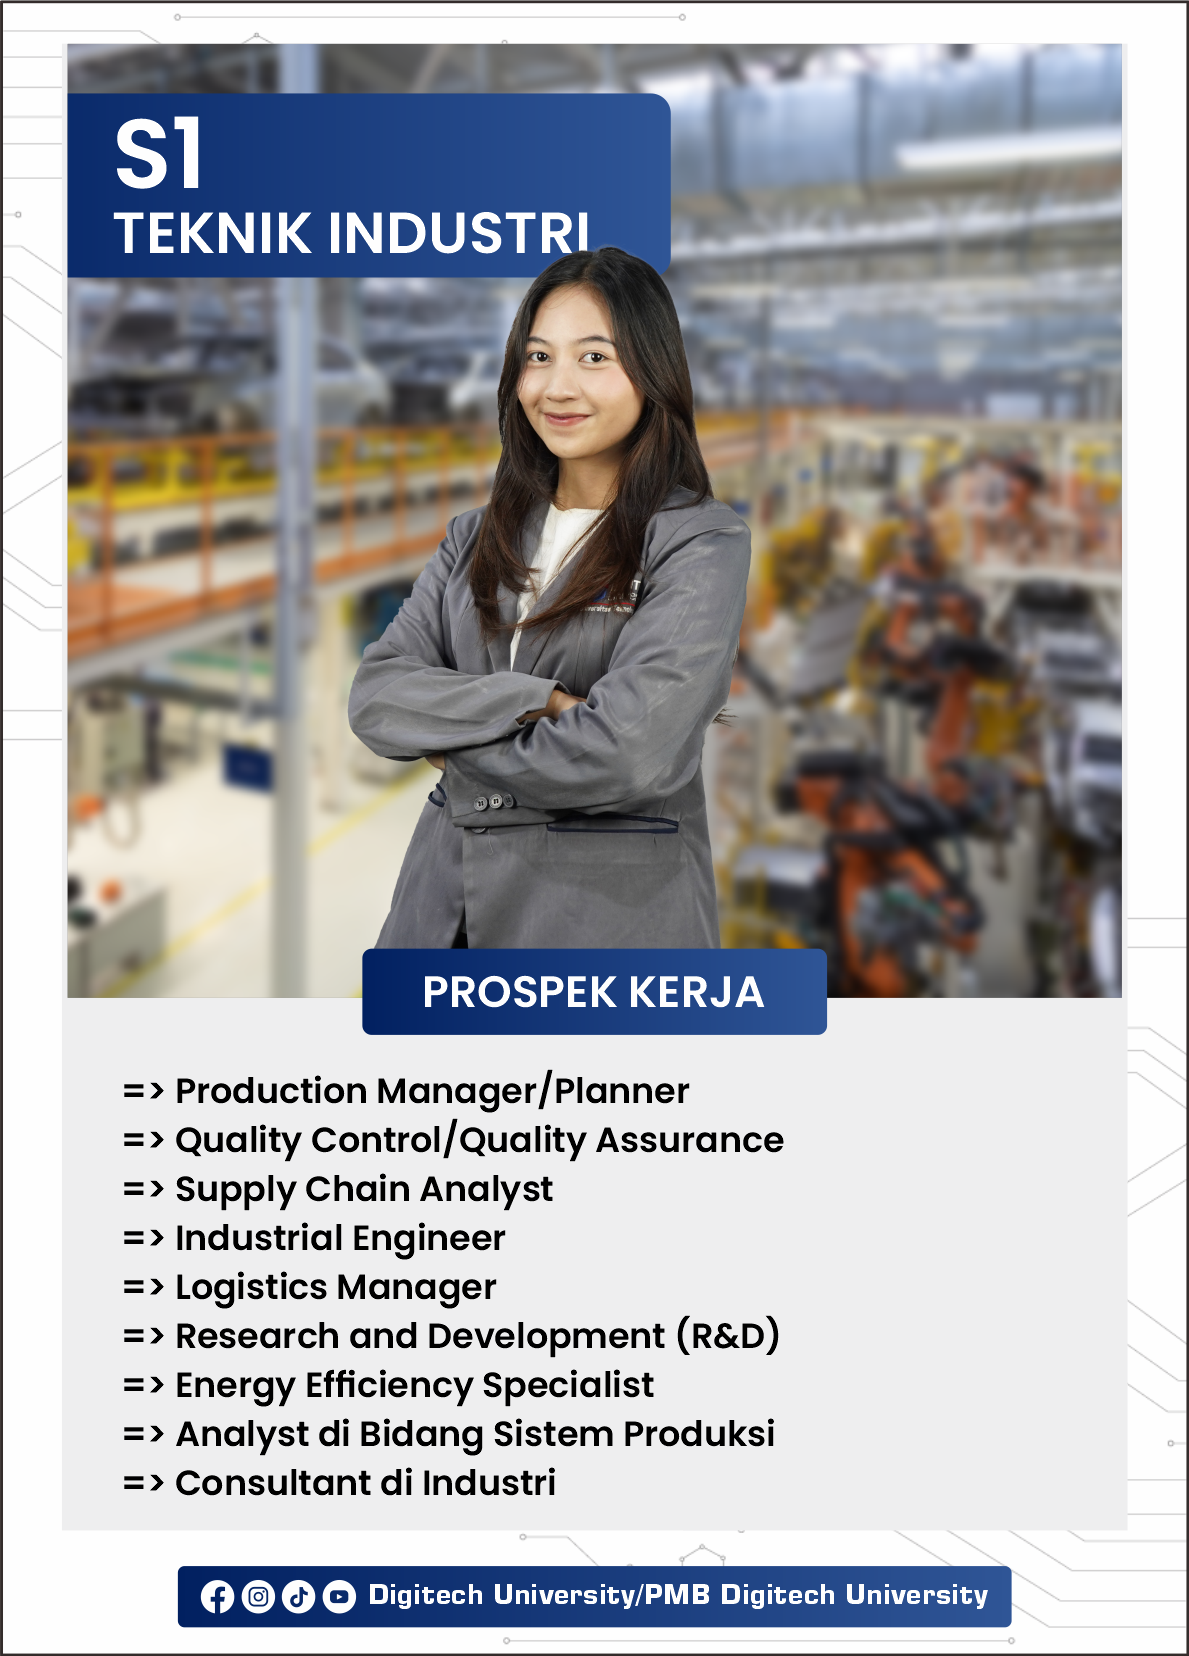 S1
TEKNIK INDUSTRI
PROSPEK KERJA
=> Production Manager/Planner
=> Quality Control/Quality Assurance
=> Supply Chain Analyst
=> Industrial Engineer
=> Logistics Manager
=> Research and Development (R&D)
=> Energy Efficiency Specialist
=> Analyst di Bidang Sistem Produksi
=> Consultant di Industri
Digitech University/PMB Digitech University